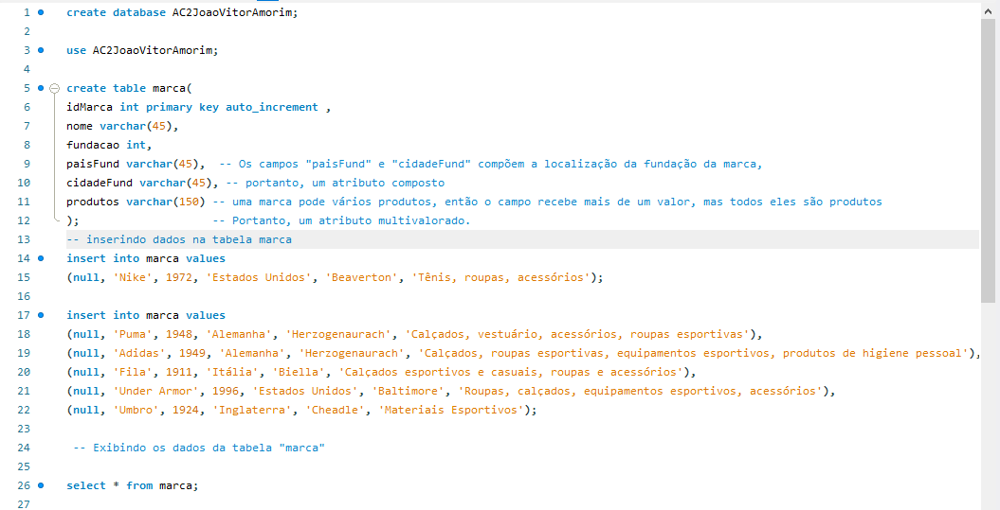 1 create database AC2JoaoVitorAmorim;
2
3 use AC2JoaoVitorAmorim;
4
5 create table marca(
6 idMarca int primary key auto_increment ,
7 nome varchar(45),
8 fundacao int,
9 paisFund varchar(45),  -- Os campos "paisFund" e "cidadeFund" compõem a localização da fundação da marca,
10 cidadeFund varchar(45), -- portanto, um atributo composto
11 produtos varchar(150) -- uma marca pode vários produtos, então o campo recebe mais de um valor, mas todos eles são produtos
12 );                    -- Portanto, um atributo multivalorado.
13 -- inserindo dados na tabela marca
14 insert into marca values
15 (null, 'Nike', 1972, 'Estados Unidos', 'Beaverton', 'Tênis, roupas, acessórios');
16
17 insert into marca values
18 (null, 'Puma', 1948, 'Alemanha', 'Herzogenaurach', 'Calçados, vestuário, acessórios, roupas esportivas'),
19 (null, 'Adidas', 1949, 'Alemanha', 'Herzogenaurach', 'Calçados, roupas esportivas, equipamentos esportivos, produtos de higiene pessoal'),
20 (null, 'Fila', 1911, 'Itália', 'Biella', 'Calçados esportivos e casuais, roupas e acessórios'),
21 (null, 'Under Armor', 1996, 'Estados Unidos', 'Baltimore', 'Roupas, calçados, equipamentos esportivos, acessórios'),
22 (null, 'Umbro', 1924, 'Inglaterra', 'Cheadle', 'Materiais Esportivos');
23
24 -- Exibindo os dados da tabela "marca"
25
26 select * from marca;
27